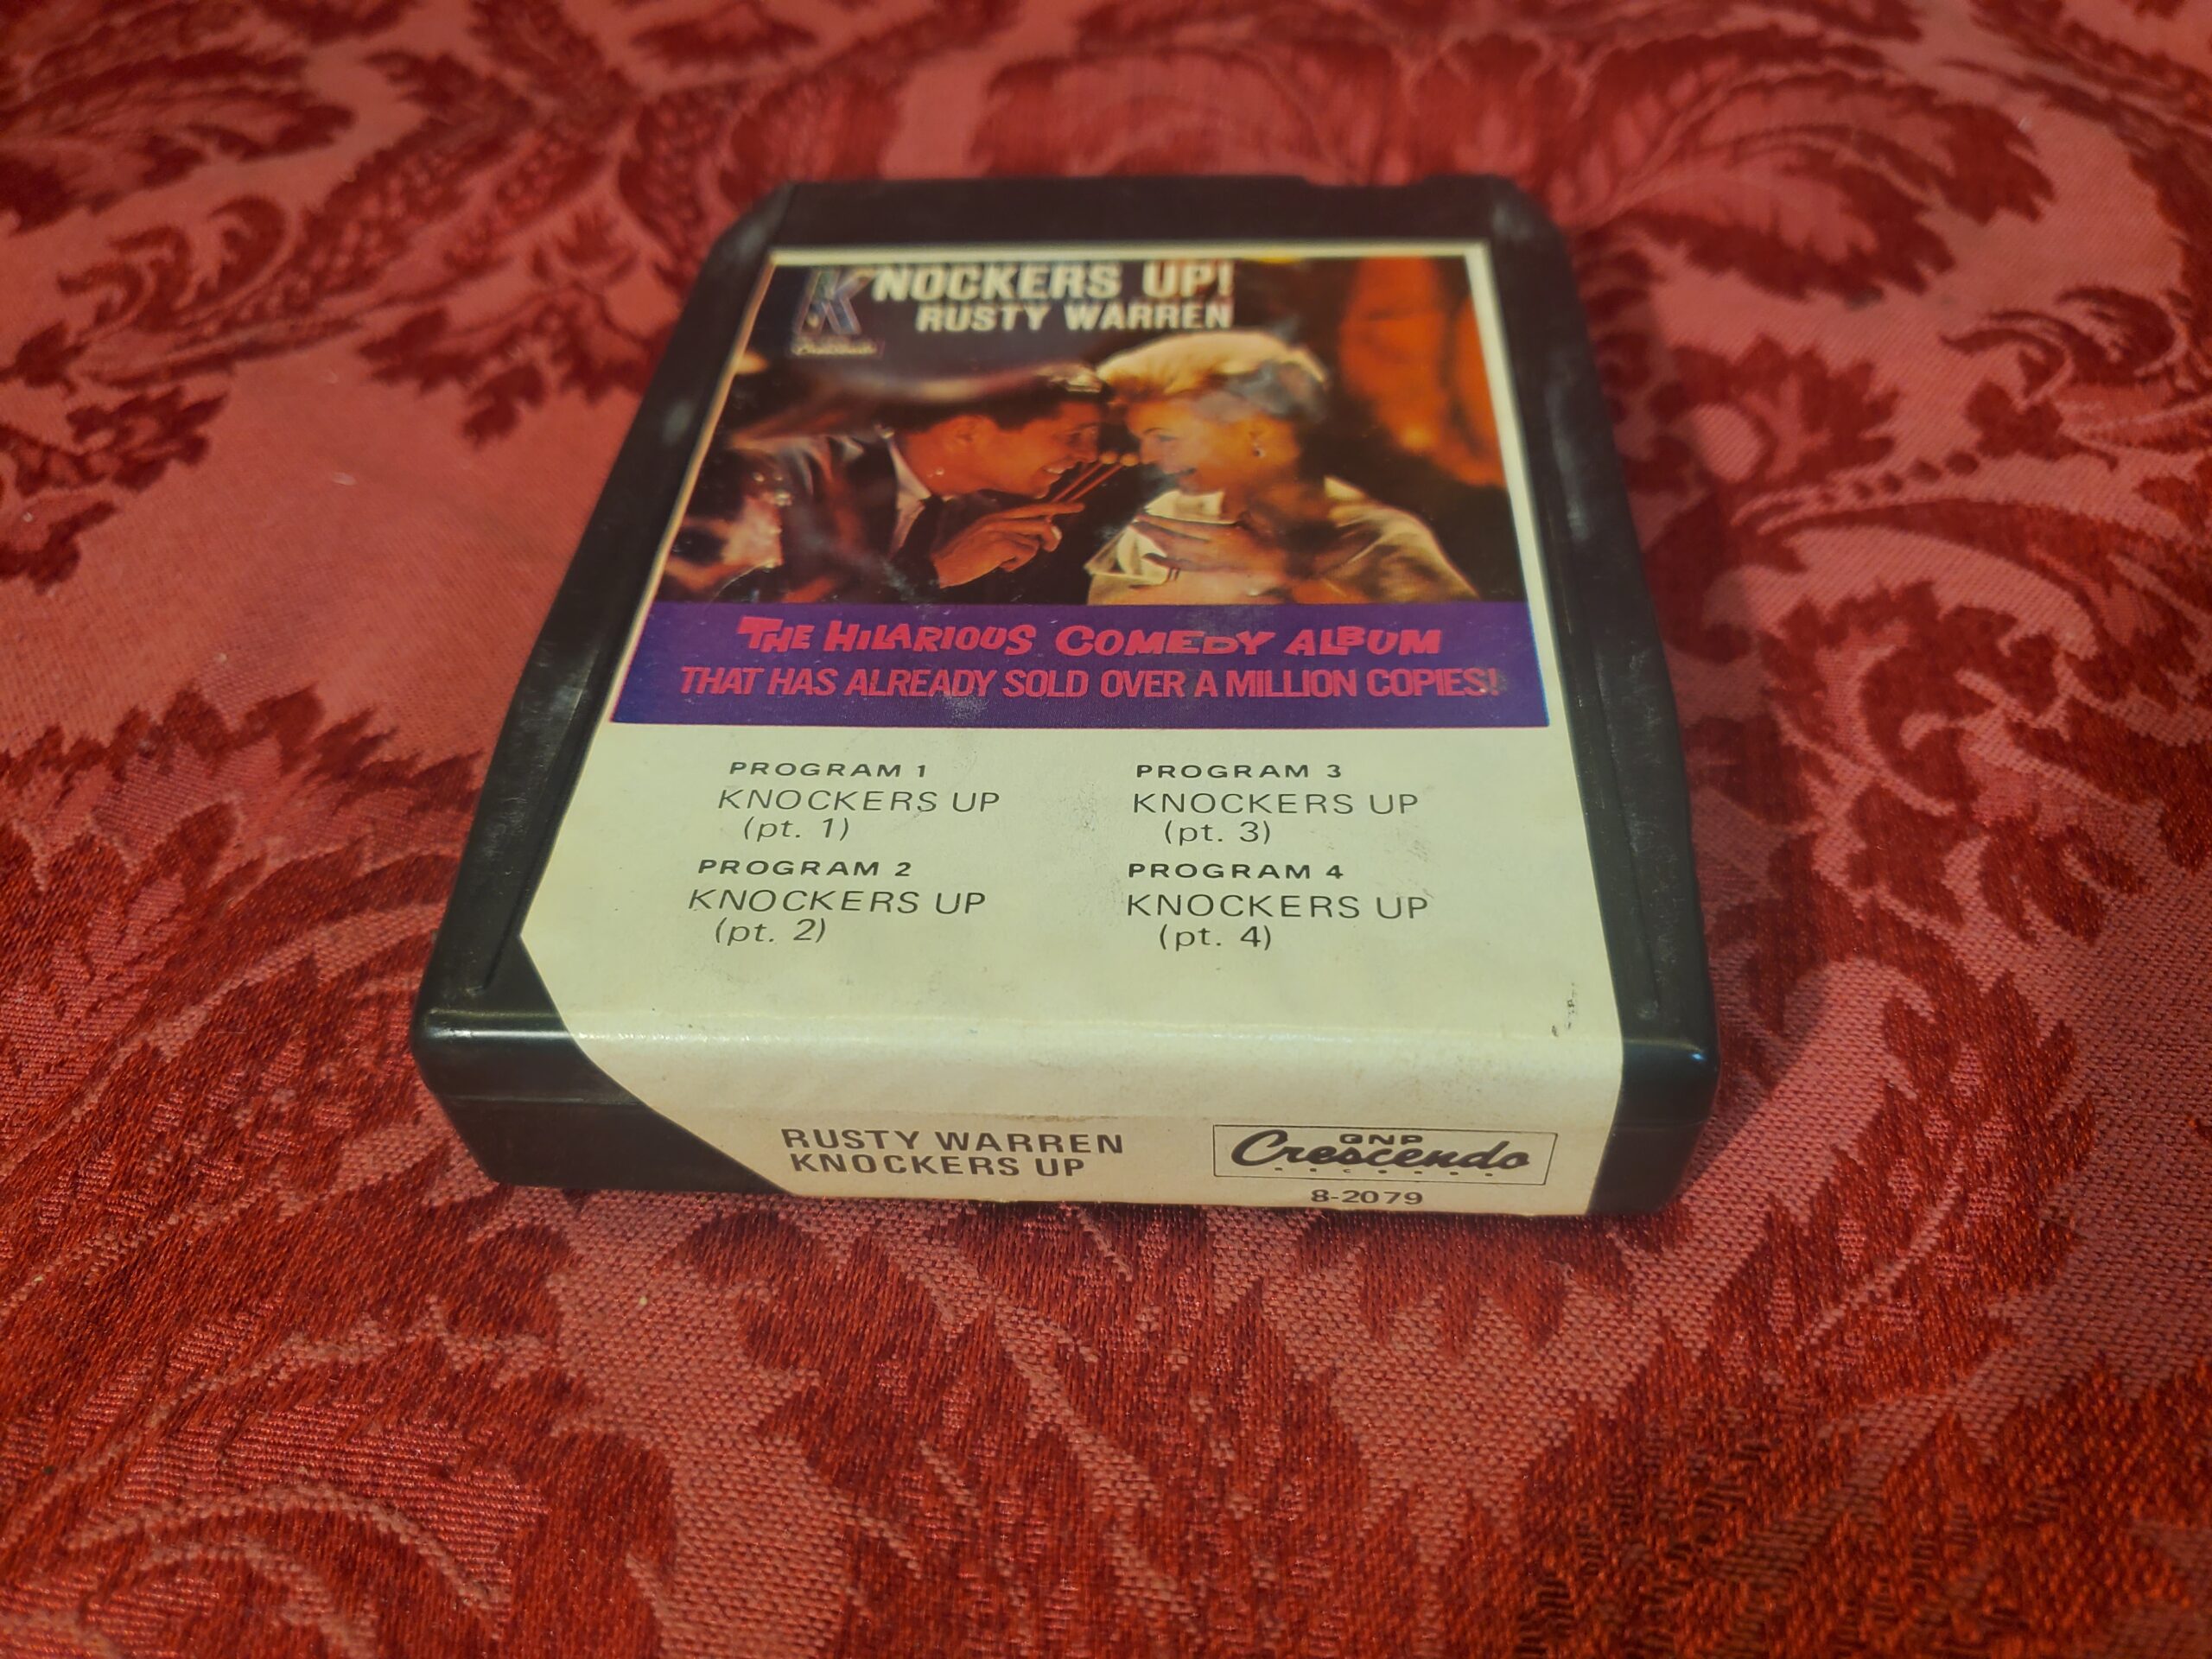 KNOCKERS UP!
RUSTY WARREN
THE HILARIOUS COMEDY ALBUM
THAT HAS ALREADY SOLD OVER A MILLION COPIES!
PROGRAM 1
KNOCKERS UP
(pt. 1)
PROGRAM 2
KNOCKERS UP
(pt. 2)
PROGRAM 3
KNOCKERS UP
(pt. 3)
PROGRAM 4
KNOCKERS UP
(pt. 4)
RUSTY WARREN
KNOCKERS UP
GNP
Crescendo
RECORDS
8-2079